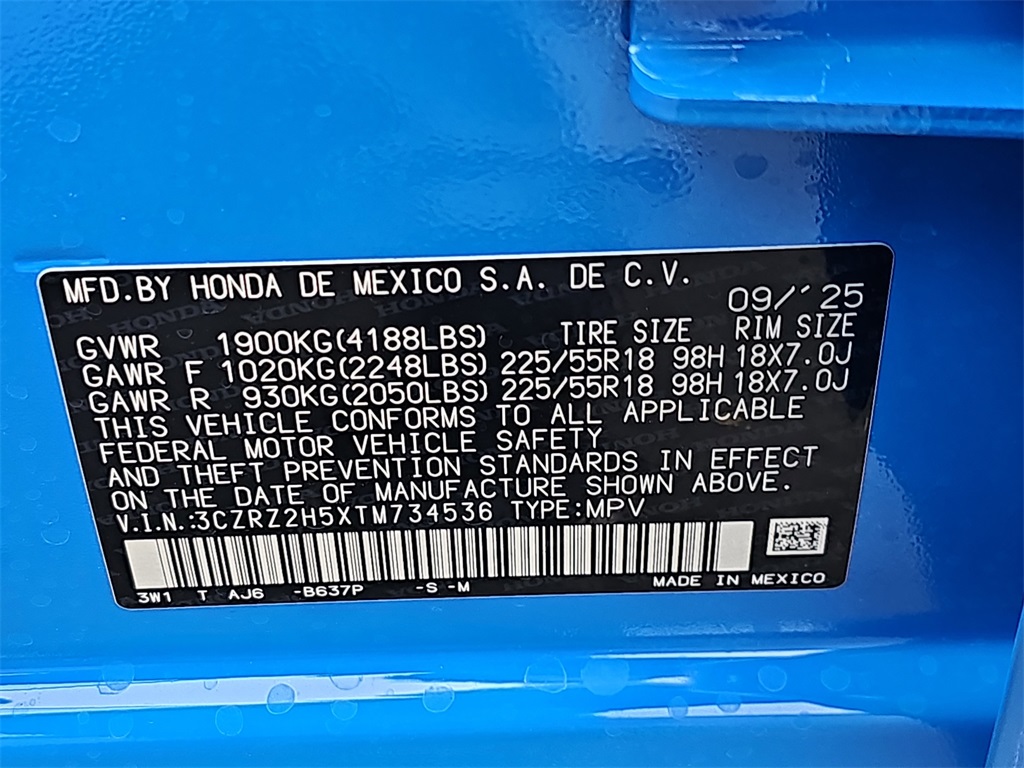 MFD.BY HONDA DE MEXICO S.A. DE C.V.
09/'25
GVWR 1900KG(4188LBS) TIRE SIZE RIM SIZE
GAWR F 1020KG(2248LBS) 225/55R18 98H 18X7.0J
GAWR R 930KG(2050LBS) 225/55R18 98H 18X7.0J
THIS VEHICLE CONFORMS TO ALL APPLICABLE
FEDERAL MOTOR VEHICLE SAFETY
AND THEFT PREVENTION STANDARDS IN EFFECT
ON THE DATE OF MANUFACTURE SHOWN ABOVE.
V.I.N.:3CZRZ2H5XTM734536 TYPE:MPV
3W1 T AJ6 -B637P -S -M MADE IN MEXICO